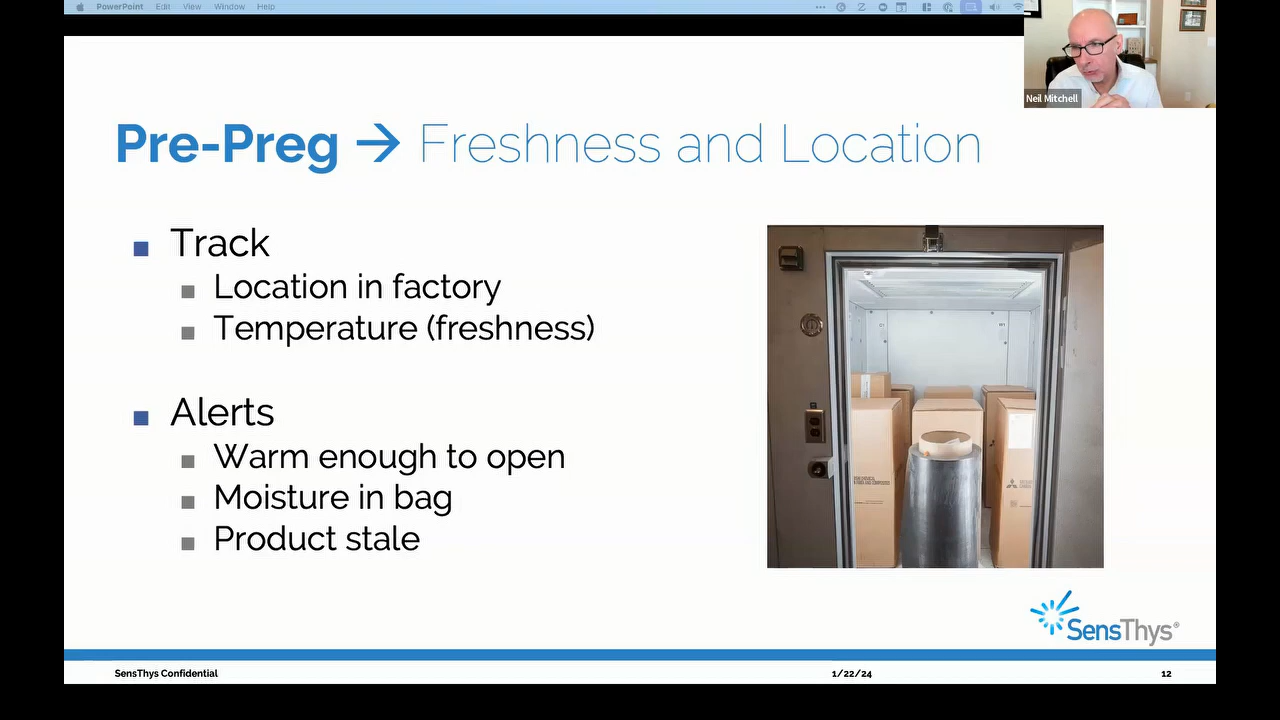 PowerPoint Edit View Window Help
Neil Mitchell
Pre-Preg → Freshness and Location
■ Track
■ Location in factory
■ Temperature (freshness)
■ Alerts
■ Warm enough to open
■ Moisture in bag
■ Product stale
SensThys®
SensThys Confidential
1/22/24
12